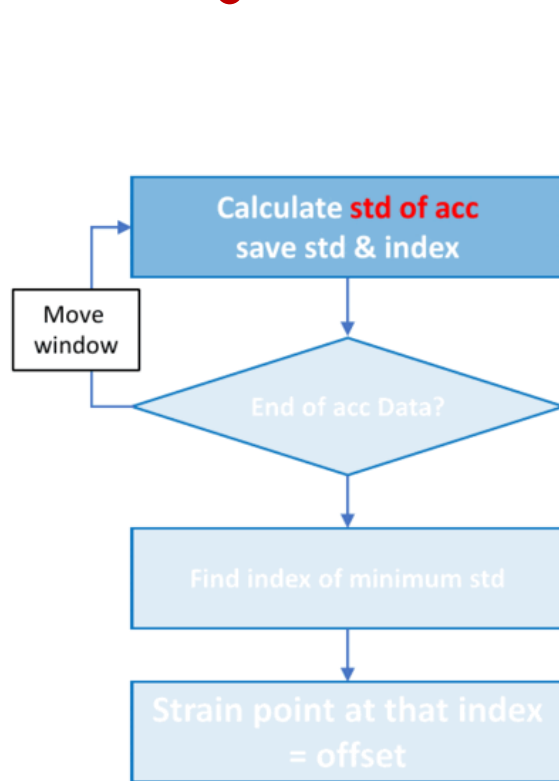 Calculate std of acc
save std & index
Move
window
End of acc Data?
Find index of minimum std
Strain point at that index
= offset